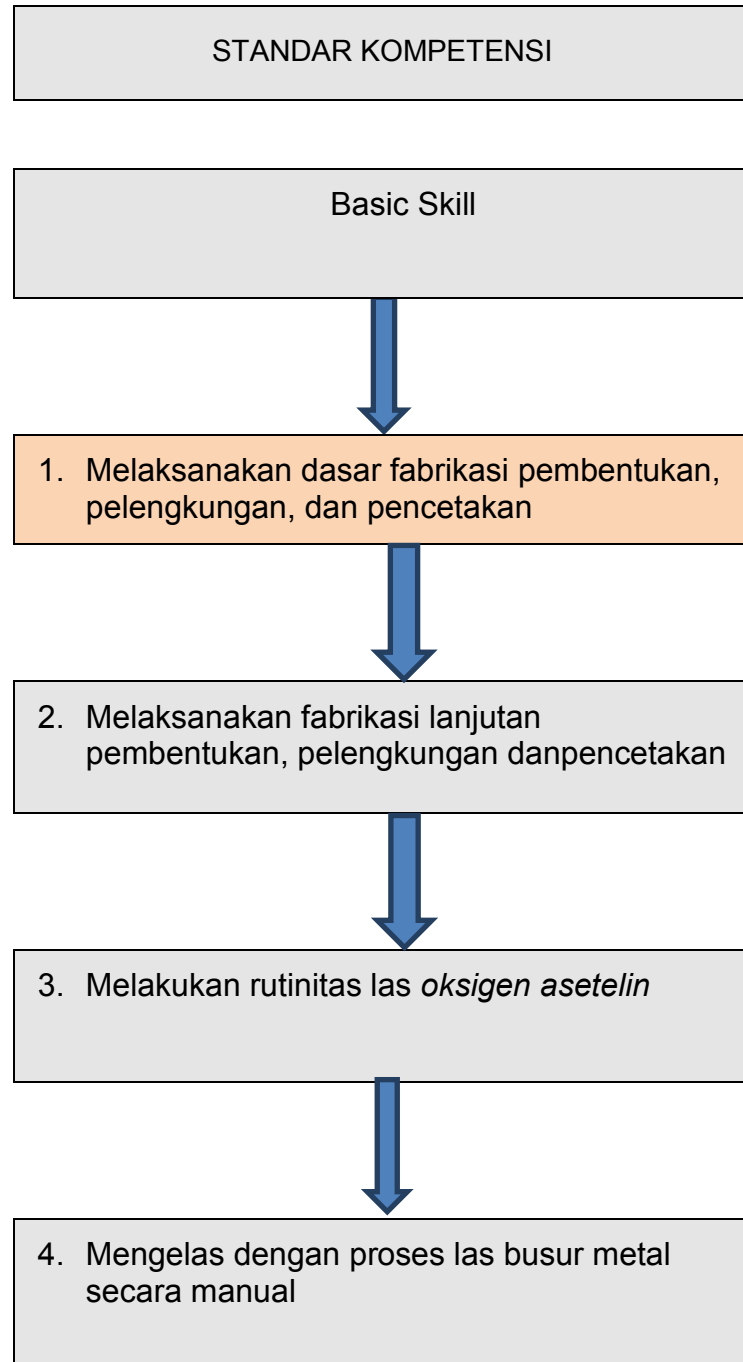 STANDAR KOMPETENSI
Basic Skill
1. Melaksanakan dasar fabrikasi pembentukan,
pelengkungan, dan pencetakan
2. Melaksanakan fabrikasi lanjutan
pembentukan, pelengkungan danpencetakan
3. Melakukan rutinitas las oksigen asetelin
4. Mengelas dengan proses las busur metal
secara manual